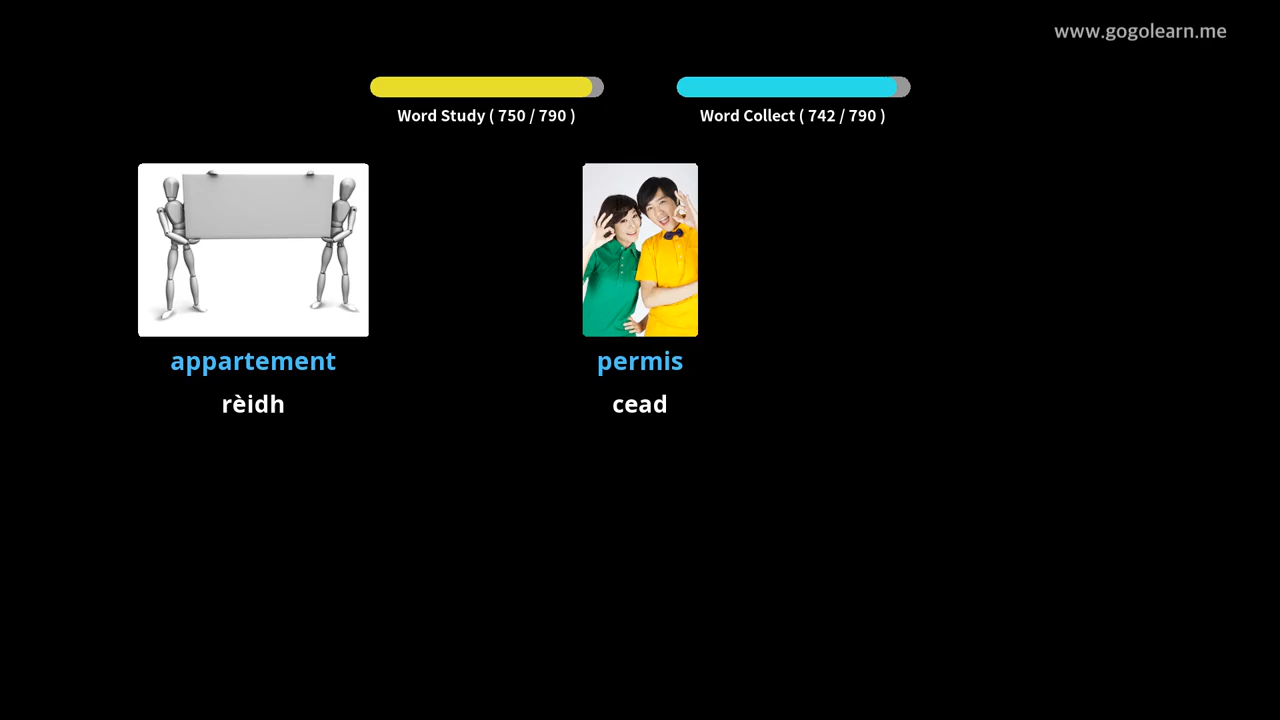 www.gogolearn.me
Word Study ( 750 / 790 )
Word Collect ( 742 / 790 )
appartement
rèidh
permis
cead